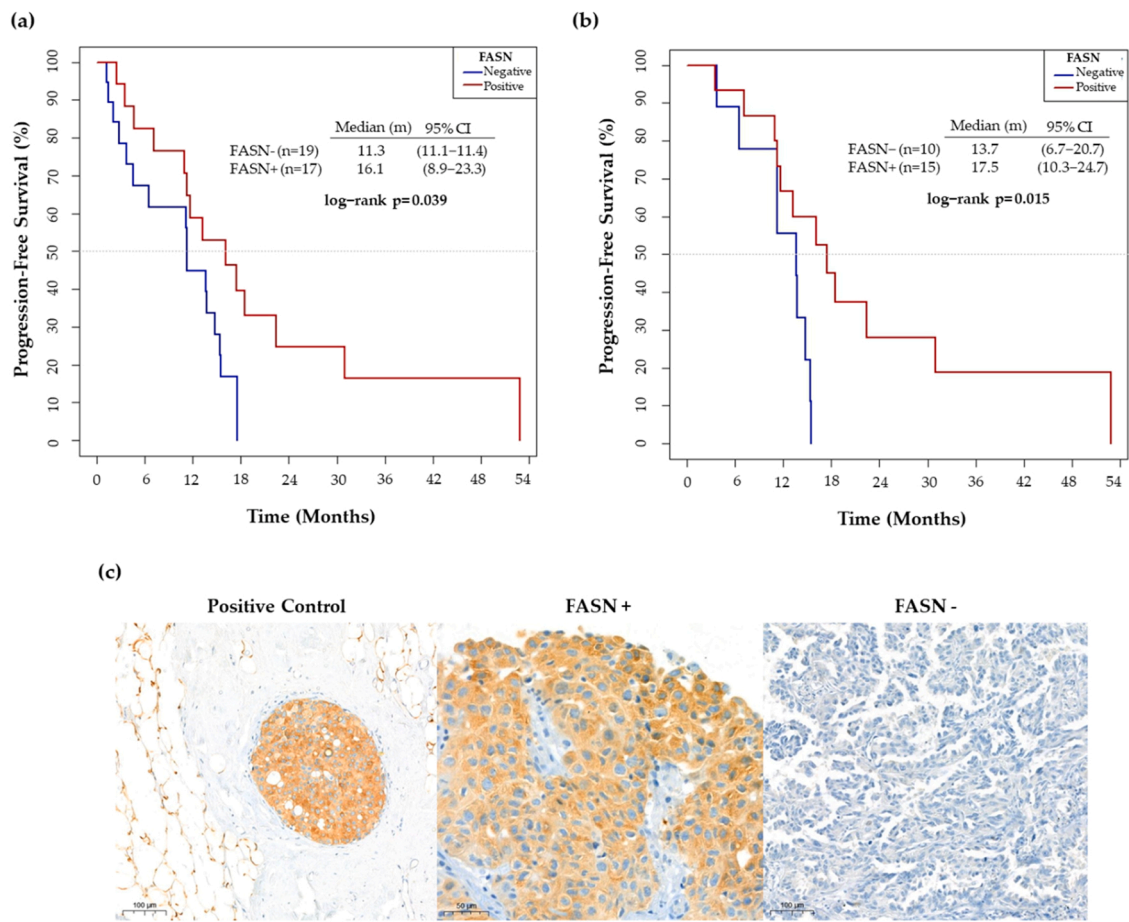 (a)
FASN
Negative
Positive
Median (m) 95% CI
FASN- (n=19) 11.3 (11.1–11.4)
FASN+ (n=17) 16.1 (8.9–23.3)
log−rank p=0.039
Progression-Free Survival (%)
100
90
80
70
60
50
40
30
20
10
0
0 6 12 18 24 30 36 42 48 54
Time (Months)
(b)
FASN
Negative
Positive
Median (m) 95% CI
FASN− (n=10) 13.7 (6.7–20.7)
FASN+ (n=15) 17.5 (10.3–24.7)
log−rank p=0.015
Progression-Free Survival (%)
100
90
80
70
60
50
40
30
20
10
0
0 6 12 18 24 30 36 42 48 54
Time (Months)
(c)
Positive Control FASN + FASN -
100 µm 50 µm 100 µm